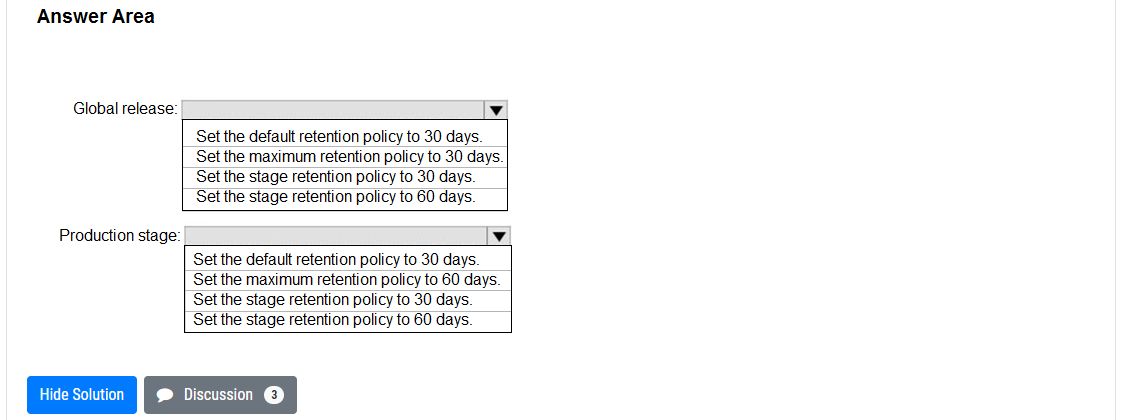 Answer Area
Global release:
Set the default retention policy to 30 days.
Set the maximum retention policy to 30 days.
Set the stage retention policy to 30 days.
Set the stage retention policy to 60 days.
Production stage:
Set the default retention policy to 30 days.
Set the maximum retention policy to 60 days.
Set the stage retention policy to 30 days.
Set the stage retention policy to 60 days.
Hide Solution Discussion 3